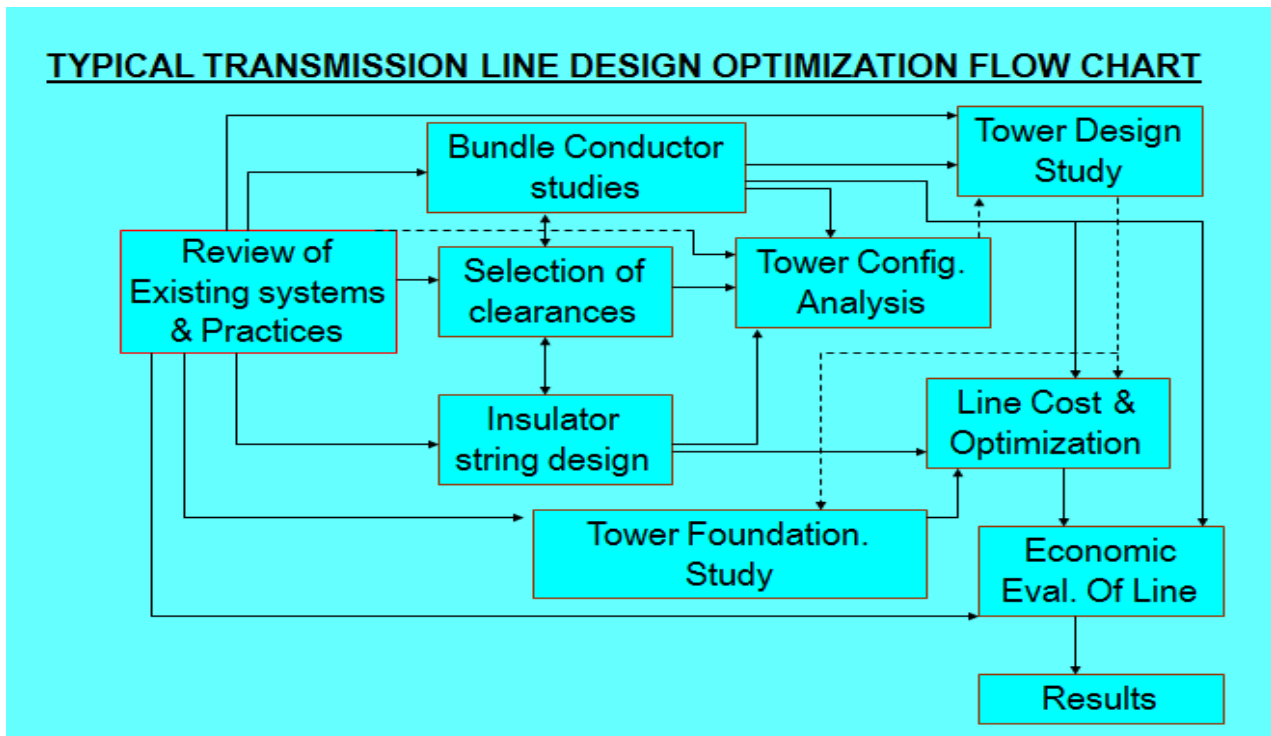 TYPICAL TRANSMISSION LINE DESIGN OPTIMIZATION FLOW CHART
Tower Design
Study
Bundle Conductor
studies
Review of
Existing systems
& Practices
Selection of
clearances
Tower Config.
Analysis
Insulator
string design
Line Cost &
Optimization
Tower Foundation.
Study
Economic
Eval. Of Line
Results